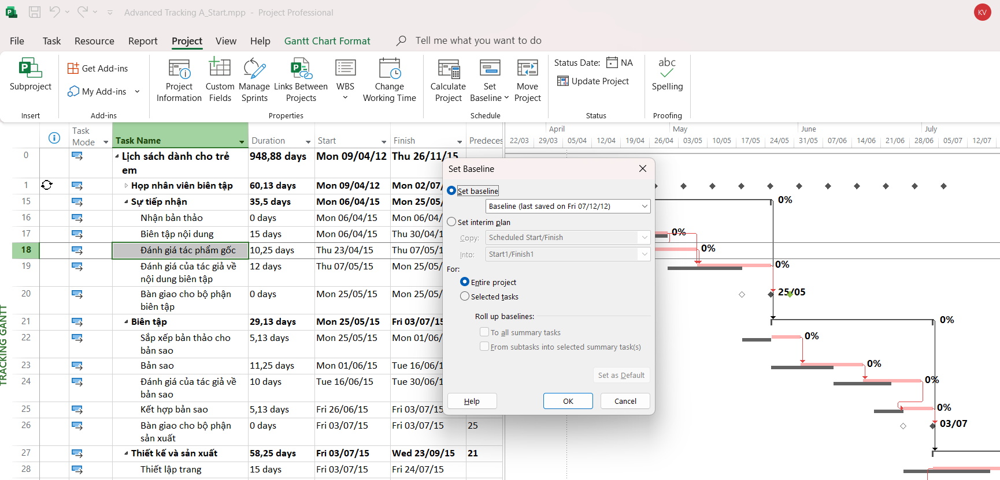 Advanced Tracking A_Start.mpp - Project Professional
KV
File Task Resource Report Project View Help Gantt Chart Format Tell me what you want to do
Subproject
Get Add-ins
My Add-ins
Project Information
Custom Fields
Manage Sprints
Links Between Projects
WBS
Change Working Time
Calculate Project
Set Baseline
Move Project
Status Date: NA
Update Project
abc
Spelling
Insert Add-ins Properties Schedule Status Proofing
Task Mode Task Name Duration Start Finish Predeces
April May June July
22/03 29/03 05/04 12/04 19/04 26/04 03/05 10/05 17/05 24/05 31/05 07/06 14/06 21/06 28/06 05/07 12/07
0 Lịch sách dành cho trẻ em 948,88 days Mon 09/04/12 Thu 26/11/15
1 Họp nhân viên biên tập 60,13 days Mon 09/04/12 Mon 02/07/
15 Sự tiếp nhận 35,5 days Mon 06/04/15 Mon 25/05/ 0%
16 Nhận bản thảo 0 days Mon 06/04/15 Mon 06/04/
17 Biên tập nội dung 15 days Mon 06/04/15 Thu 30/04/1 0%
18 Đánh giá tác phẩm gốc 10,25 days Thu 23/04/15 Thu 07/05/1 0%
19 Đánh giá của tác giả về nội dung biên tập 12 days Thu 07/05/15 Mon 25/05/ 0%
20 Bàn giao cho bộ phận biên tập 0 days Mon 25/05/15 Mon 25/05/ 25/05
21 Biên tập 29,13 days Mon 25/05/15 Fri 03/07/15 0%
22 Sắp xếp bản thảo cho bản sao 5,13 days Mon 25/05/15 Mon 01/06/ 0%
23 Bản sao 11,25 days Mon 01/06/15 Tue 16/06/1 0%
24 Đánh giá của tác giả về bản sao 10 days Tue 16/06/15 Tue 30/06/1 0%
25 Kết hợp bản sao 5,13 days Fri 26/06/15 Fri 03/07/15 0%
26 Bàn giao cho bộ phận sản xuất 0 days Fri 03/07/15 Fri 03/07/15 25 03/07
27 Thiết kế và sản xuất 58,25 days Fri 03/07/15 Wed 23/09/15 21
28 Thiết lập trang 15 days Fri 03/07/15 Fri 24/07/15
TRACKING GANTT
Set Baseline
Set baseline
Baseline (last saved on Fri 07/12/12)
Set interim plan
Copy: Scheduled Start/Finish
Into: Start1/Finish1
For:
Entire project
Selected tasks
Roll up baselines:
To all summary tasks
From subtasks into selected summary task(s)
Set as Default
Help OK Cancel